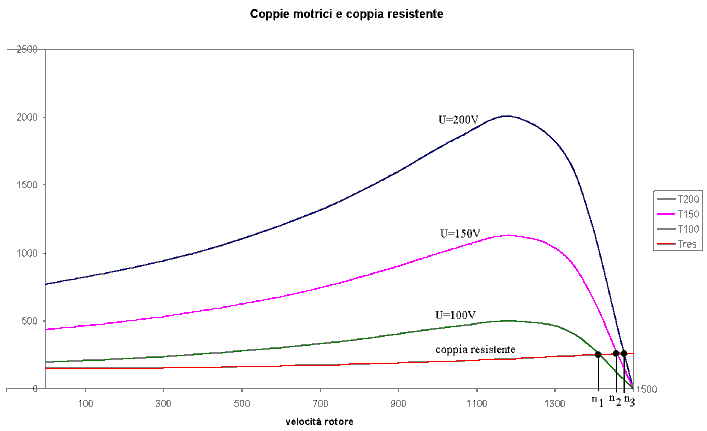 Coppie motrici e coppia resistente
2500
2000
1500
1000
500
0
U=200V
U=150V
U=100V
coppia resistente
T200
T150
T100
Tres
100 300 500 700 900 1100 1300 1500
n1 n2 n3
velocità rotore